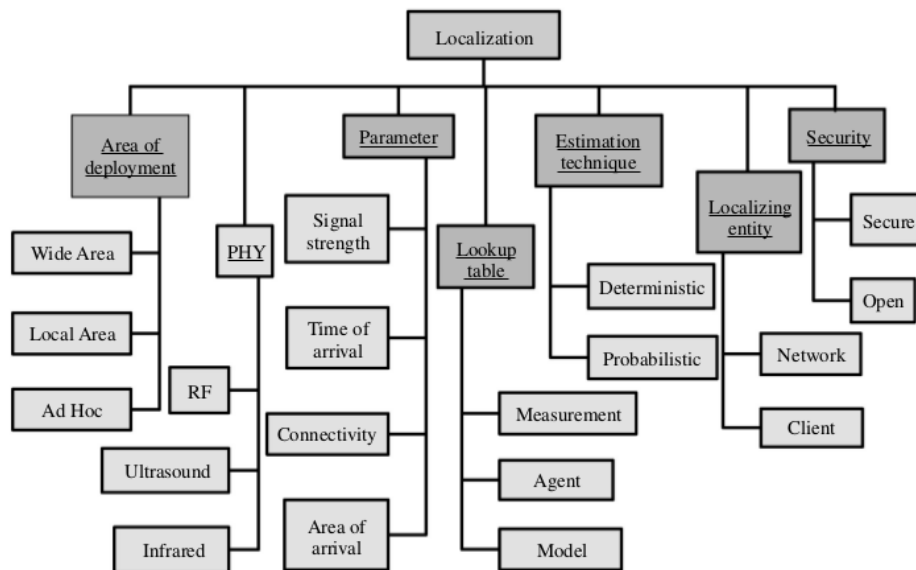 Localization
Area of
deployment
Wide Area
Local Area
Ad Hoc
PHY
RF
Ultrasound
Infrared
Parameter
Signal
strength
Time of
arrival
Connectivity
Area of
arrival
Lookup
table
Measurement
Agent
Model
Estimation
technique
Deterministic
Probabilistic
Localizing
entity
Network
Client
Security
Secure
Open